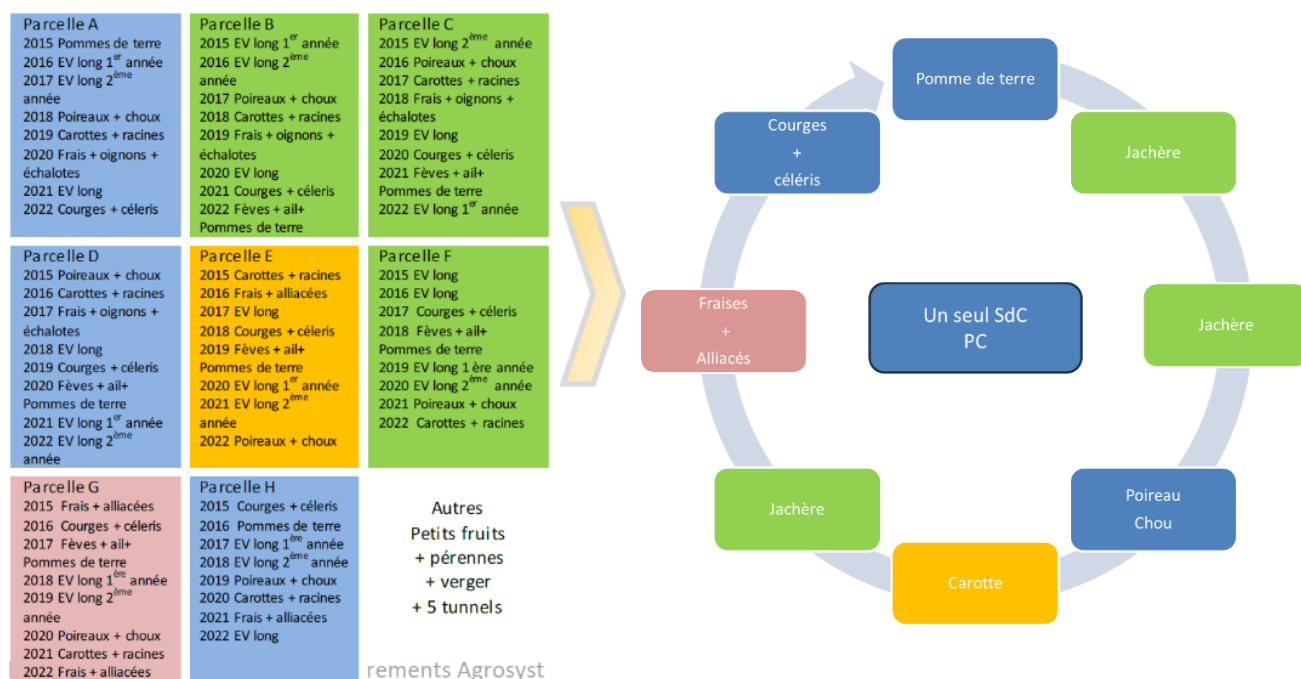 Parcelle A
2015 Pommes de terre
2016 EV long 1er année
2017 EV long 2ème
année
2018 Poireaux + choux
2019 Carottes + racines
2020 Frais + oignons +
échalotes
2021 EV long
2022 Courges + céleris
Parcelle B
2015 EV long 1er année
2016 EV long 2ème
année
2017 Poireaux + choux
2018 Carottes + racines
2019 Frais + oignons +
échalotes
2020 EV long
2021 Courges + céleris
2022 Fèves + ail+
Pommes de terre
Parcelle C
2015 EV long 2ème année
2016 Poireaux + choux
2017 Carottes + racines
2018 Frais + oignons +
échalotes
2019 EV long
2020 Courges + céleris
2021 Fèves + ail+
Pommes de terre
2022 EV long 1er année
Parcelle D
2015 Poireaux + choux
2016 Carottes + racines
2017 Frais + oignons +
échalotes
2018 EV long
2019 Courges + céleris
2020 Fèves + ail+
Pommes de terre
2021 EV long 1er année
2022 EV long 2ème
année
Parcelle E
2015 Carottes + racines
2016 Frais + alliacées
2017 EV long
2018 Courges + céleris
2019 Fèves + ail+
Pommes de terre
2020 EV long 1er année
2021 EV long 2ème
année
2022 Poireaux + choux
Parcelle F
2015 EV long
2016 EV long
2017 Courges + céleris
2018 Fèves + ail+
Pommes de terre
2019 EV long 1ère année
2020 EV long 2ème année
2021 Poireaux + choux
2022 Carottes + racines
Parcelle G
2015 Frais + alliacées
2016 Courges + céleris
2017 Fèves + ail+
Pommes de terre
2018 EV long 1ère année
2019 EV long 2ème
année
2020 Poireaux + choux
2021 Carottes + racines
2022 Frais + alliacées
Parcelle H
2015 Courges + céleris
2016 Pommes de terre
2017 EV long 1ère année
2018 EV long 2ème année
2019 Poireaux + choux
2020 Carottes + racines
2021 Frais + alliacées
2022 EV long
Autres
Petits fruits
+ pérennes
+ verger
+ 5 tunnels
rements Agrosyst
Pomme de terre
Jachère
Jachère
Poireau
Chou
Carotte
Jachère
Fraises
+
Alliacés
Courges
+
céléris
Un seul SdC
PC